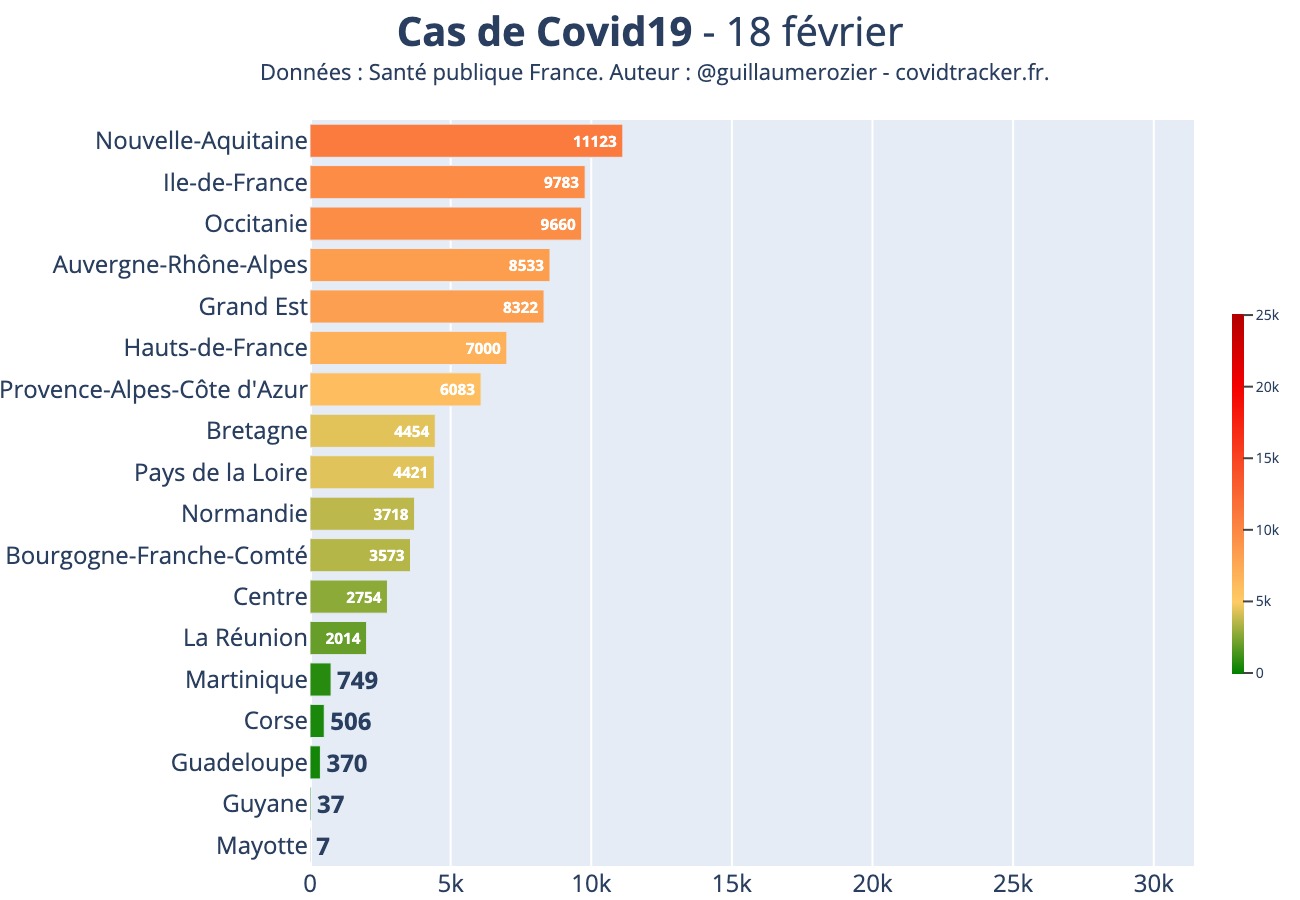 Cas de Covid19 - 18 février
Données : Santé publique France. Auteur : @guillaumerozier - covidtracker.fr.
Nouvelle-Aquitaine 11123
Ile-de-France 9783
Occitanie 9660
Auvergne-Rhône-Alpes 8533
Grand Est 8322
Hauts-de-France 7000
Provence-Alpes-Côte d'Azur 6083
Bretagne 4454
Pays de la Loire 4421
Normandie 3718
Bourgogne-Franche-Comté 3573
Centre 2754
La Réunion 2014
Martinique 749
Corse 506
Guadeloupe 370
Guyane 37
Mayotte 7
0 5k 10k 15k 20k 25k 30k
25k
20k
15k
10k
5k
0